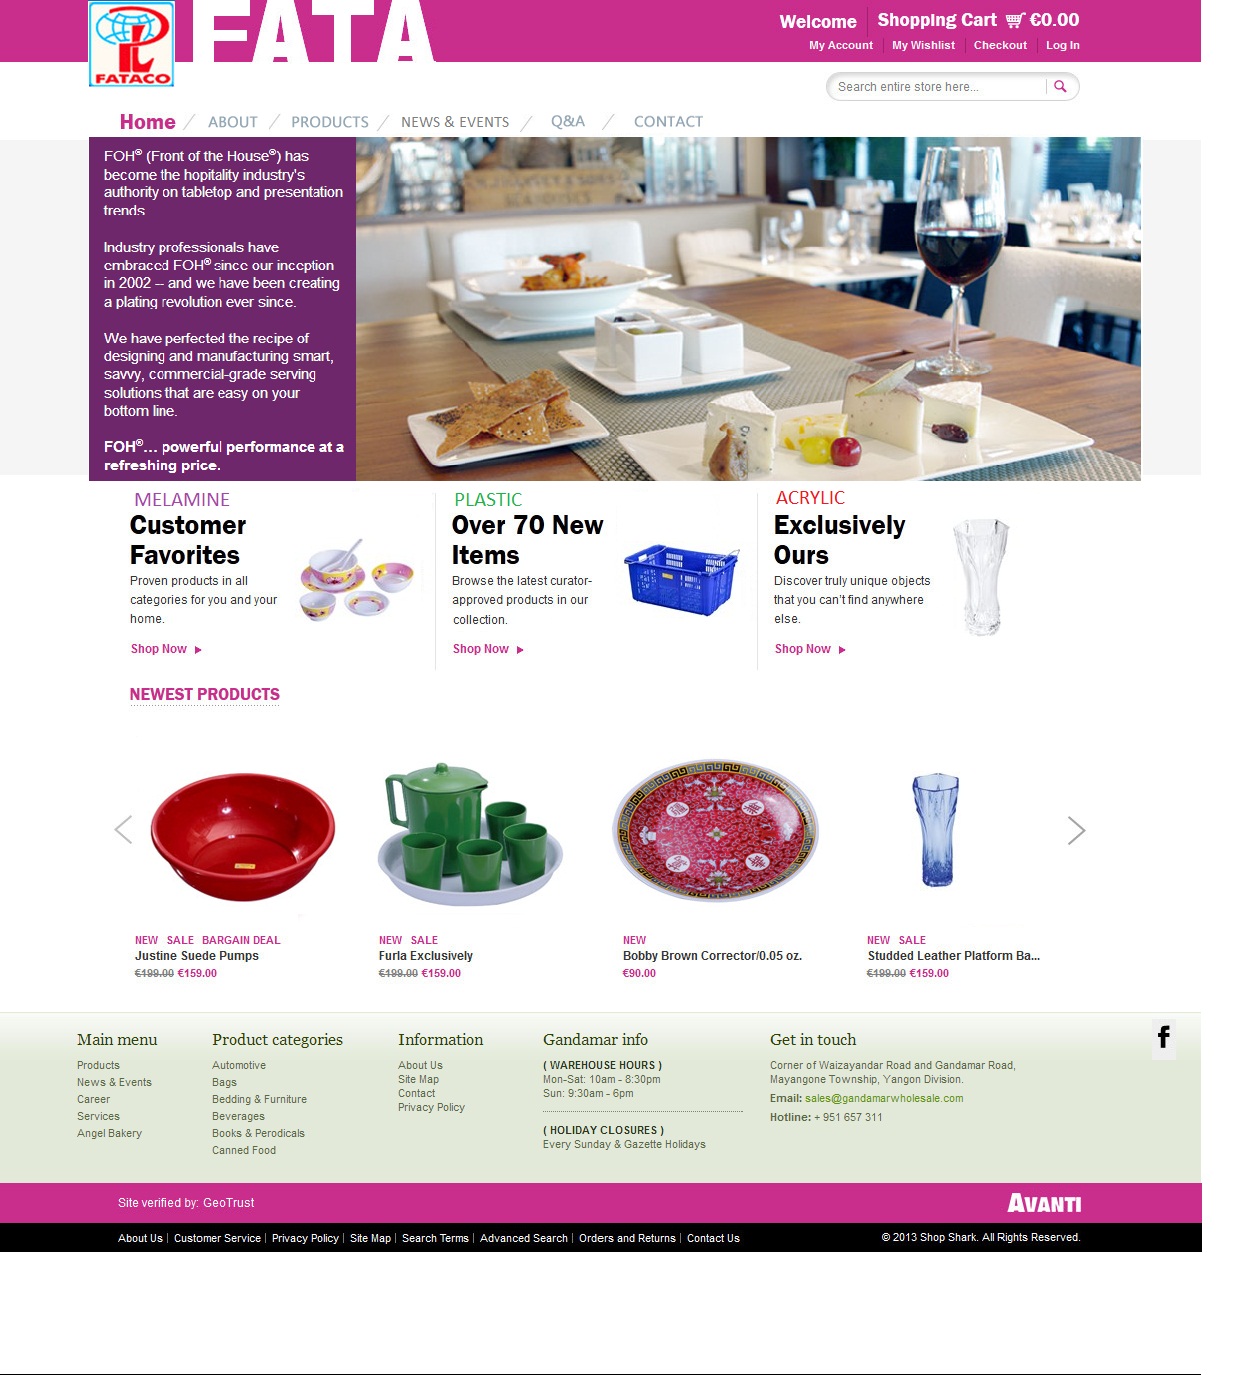 FATA
FATACO
Welcome
Shopping Cart €0.00
My Account
My Wishlist
Checkout
Log In
Search entire store here...
Home / ABOUT / PRODUCTS / NEWS & EVENTS / Q&A / CONTACT
FOH® (Front of the House®) has
become the hopitality industry's
authority on tabletop and presentation
trends
Industry professionals have
embraced FOH® since our inception
in 2002 – and we have been creating
a plating revolution ever since.
We have perfected the recipe of
designing and manufacturing smart,
savvy, commercial-grade serving
solutions that are easy on your
bottom line.
FOH®... powerful performance at a
refreshing price.
MELAMINE
Customer
Favorites
Proven products in all
categories for you and your
home.
Shop Now
PLASTIC
Over 70 New
Items
Browse the latest curator-
approved products in our
collection.
Shop Now
ACRYLIC
Exclusively
Ours
Discover truly unique objects
that you can't find anywhere
else.
Shop Now
NEWEST PRODUCTS
NEW SALE BARGAIN DEAL
Justine Suede Pumps
€199.00 €159.00
NEW SALE
Furla Exclusively
€199.00 €159.00
NEW
Bobby Brown Corrector/0.05 oz.
€90.00
NEW SALE
Studded Leather Platform Ba...
€199.00 €159.00
Main menu
Products
News & Events
Career
Services
Angel Bakery
Product categories
Automotive
Bags
Bedding & Furniture
Beverages
Books & Perodicals
Canned Food
Information
About Us
Site Map
Contact
Privacy Policy
Gandamar info
( WAREHOUSE HOURS )
Mon-Sat: 10am - 8:30pm
Sun: 9:30am - 6pm
( HOLIDAY CLOSURES )
Every Sunday & Gazette Holidays
Get in touch
Corner of Waizayandar Road and Gandamar Road,
Mayangone Township, Yangon Division.
Email: sales@gandamarwholesale.com
Hotline: + 951 657 311
f
Site verified by: GeoTrust
AVANTI
About Us | Customer Service | Privacy Policy | Site Map | Search Terms | Advanced Search | Orders and Returns | Contact Us
© 2013 Shop Shark. All Rights Reserved.